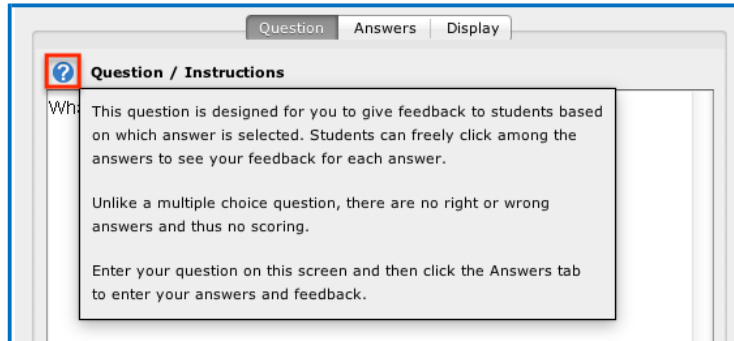 Question Answers Display
? Question / Instructions
Wh
This question is designed for you to give feedback to students based
on which answer is selected. Students can freely click among the
answers to see your feedback for each answer.
Unlike a multiple choice question, there are no right or wrong
answers and thus no scoring.
Enter your question on this screen and then click the Answers tab
to enter your answers and feedback.